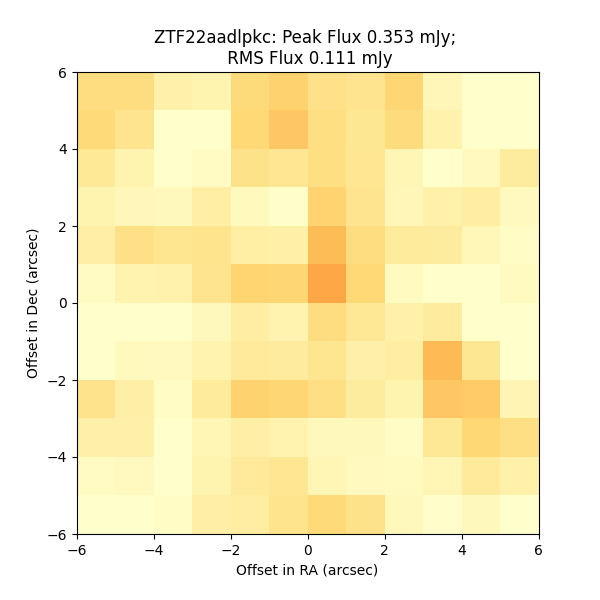 ZTF22aadlpkc: Peak Flux 0.353 mJy;
RMS Flux 0.111 mJy
6
4
2
0
−2
−4
−6
Offset in Dec (arcsec)
−6 −4 −2 0 2 4 6
Offset in RA (arcsec)